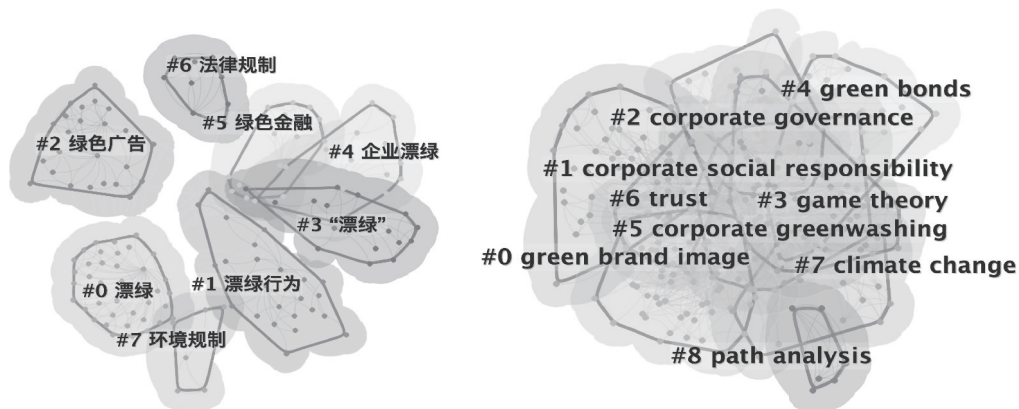 #6 法律规制
#5 绿色金融
#2 绿色广告
#4 企业漂绿
#3 “漂绿”
#1 漂绿行为
#0 漂绿
#7 环境规制
#4 green bonds
#2 corporate governance
#1 corporate social responsibility
#6 trust
#3 game theory
#5 corporate greenwashing
#0 green brand image
#7 climate change
#8 path analysis